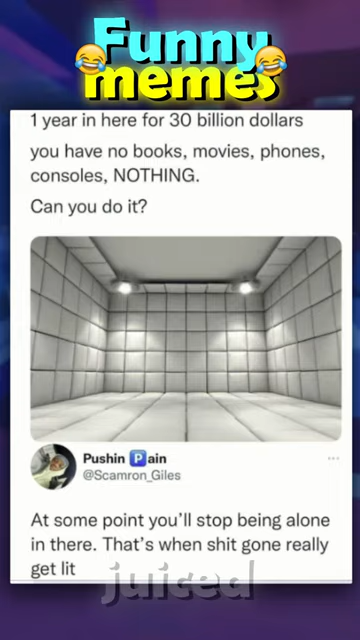 Funny
memes
1 year in here for 30 billion dollars
you have no books, movies, phones,
consoles, NOTHING.
Can you do it?
Pushin 🅿️ain
@Scamron_Giles
At some point you'll stop being alone
in there. That's when shit gone really
get lit
juiced